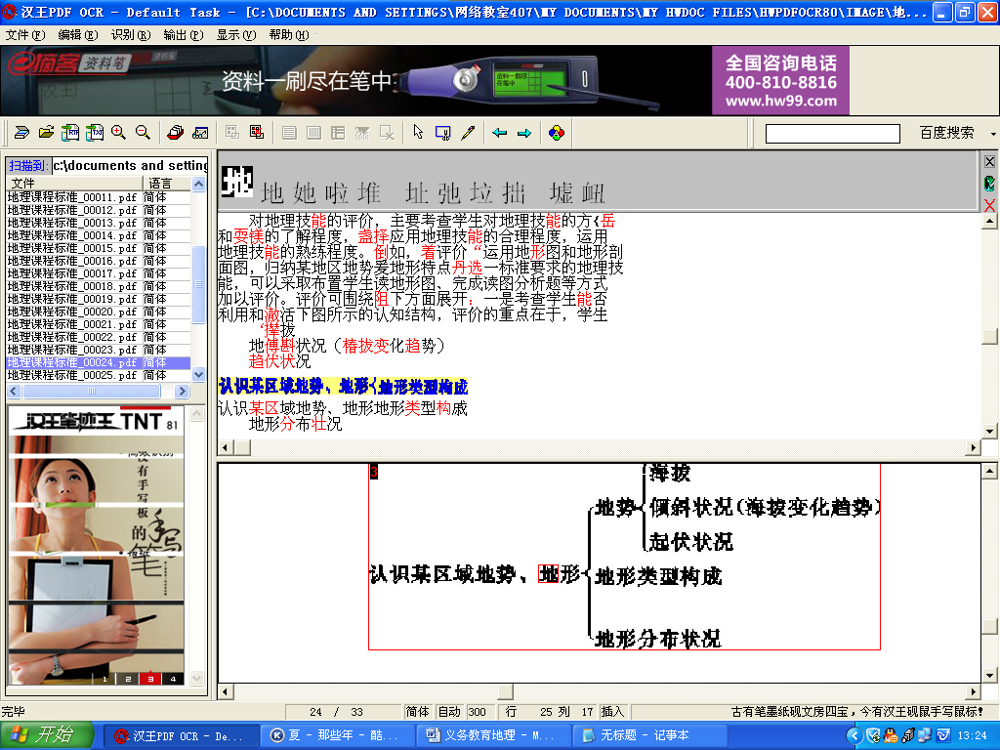 汉王PDF OCR - Default Task - [C:\DOCUMENTS AND SETTINGS\网络教室407\MY DOCUMENTS\MY HWDOC FILES\HWPDFOCR80\IMAGE\地...
文件(F) 编辑(E) 识别(R) 输出(P) 显示(V) 帮助(H)
e摘客 资料笔
资料一刷尽在笔中
全国咨询电话
400-810-8816
www.hw99.com
百度搜索
扫描到: c:\documents and setting
文件 语言
地理课程标准_00011.pdf 简体
地理课程标准_00012.pdf 简体
地理课程标准_00013.pdf 简体
地理课程标准_00014.pdf 简体
地理课程标准_00015.pdf 简体
地理课程标准_00016.pdf 简体
地理课程标准_00017.pdf 简体
地理课程标准_00018.pdf 简体
地理课程标准_00019.pdf 简体
地理课程标准_00020.pdf 简体
地理课程标准_00021.pdf 简体
地理课程标准_00022.pdf 简体
地理课程标准_00023.pdf 简体
地理课程标准_00024.pdf 简体
地理课程标准_00025.pdf 简体
汉王笔迹王TNT 81
没有手写板的
手写笔
1 2 3 4
地 地她啦堆 址弛垃拙 墟衄
对地理技能的评价，主要考查学生对地理技能的方{岳
和耍镁的了解程度，盏择应用地理技能的合理程度，运用
地理技能的熟练程度。倒如，着评价“运用地形图和地形剖
面图，归纳某地区地势爰地形特点丹选一标准要求的地理技
能，可以采取布置学生读地形图、完成读图分析题等方式
加以评价。评价可围绕阻下方面展开：一是考查学生能否
利用和激活下图所示的认知结构，评价的重点在于，学生
‘撵拔
地傅斟状况（椿拔变化趋势）
趋伏状况
认识某区域地势、地形{地形类型构成
认识某区域地势、地形地形类型构戚
地形分布壮况
3
海拔
地势 倾斜状况(海拔变化趋势)
起伏状况
认识某区域地势、地形 地形类型构成
地形分布状况
完毕 24 / 33 简体 自动 300 行 25 列 17 插入 古有笔墨纸砚文房四宝，今有汉王砚鼠手写鼠标!
开始 汉王PDF OCR - De... 夏 - 那些年 - 酷... 义务教育地理 - M... 无标题 - 记事本 13:24